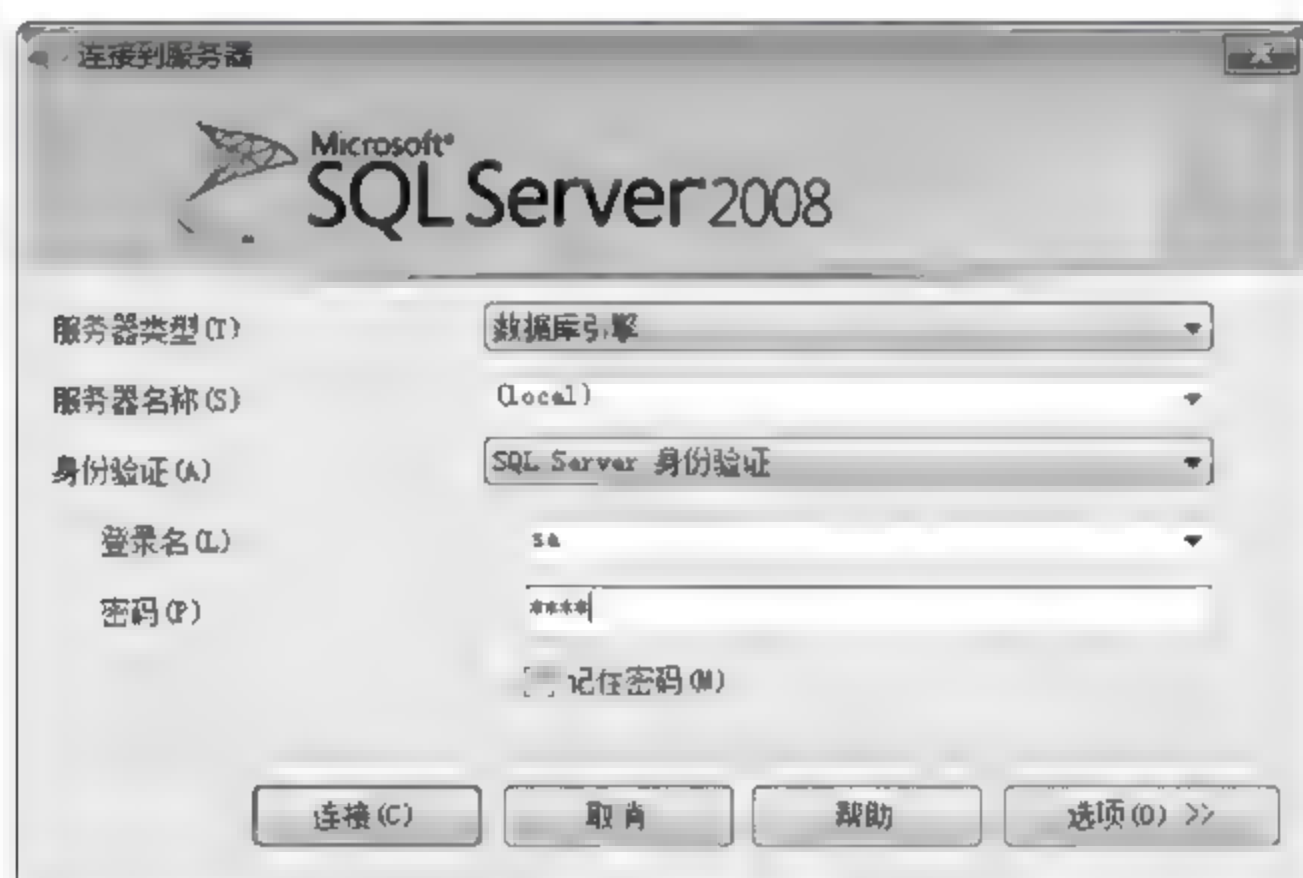 连接到服务器
Microsoft®
SQL Server 2008
服务器类型(T)
数据库引擎
服务器名称(S)
(local)
身份验证(A)
SQL Server 身份验证
登录名(L)
sa
密码(P)
****
记住密码(M)
连接(C)
取消
帮助
选项(O) >>